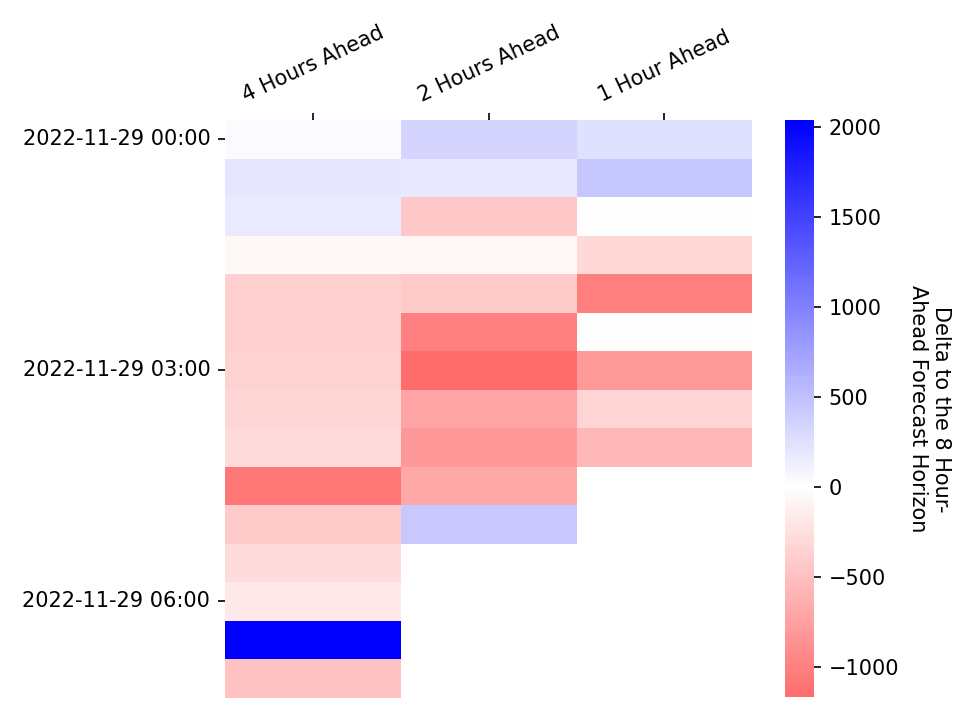 4 Hours Ahead
2 Hours Ahead
1 Hour Ahead
2022-11-29 00:00
2022-11-29 03:00
2022-11-29 06:00
2000
1500
1000
500
0
−500
−1000
Delta to the 8 Hour-
Ahead Forecast Horizon